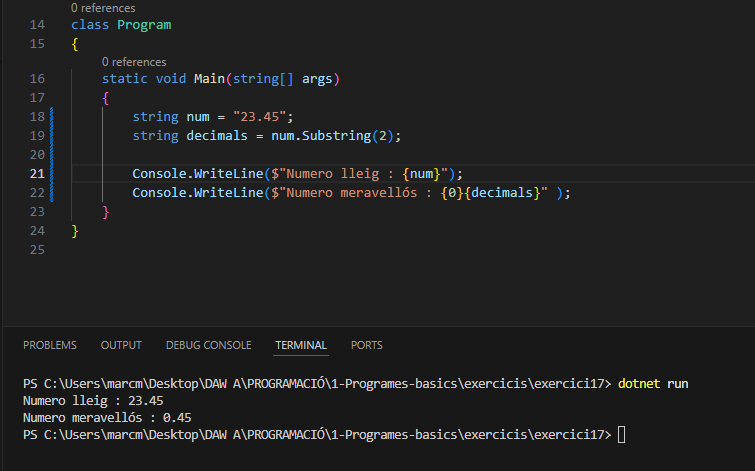 0 references
14 class Program
15 {
0 references
16 static void Main(string[] args)
17 {
18 string num = "23.45";
19 string decimals = num.Substring(2);
20
21 Console.WriteLine($"Numero lleig : {num}");
22 Console.WriteLine($"Numero meravellós : {0}{decimals}" );
23 }
24 }
25
PROBLEMS OUTPUT DEBUG CONSOLE TERMINAL PORTS
PS C:\Users\marcm\Desktop\DAW A\PROGRAMACIÓ\1-Programes-basics\exercicis\exercici17> dotnet run
Numero lleig : 23.45
Numero meravellós : 0.45
PS C:\Users\marcm\Desktop\DAW A\PROGRAMACIÓ\1-Programes-basics\exercicis\exercici17>